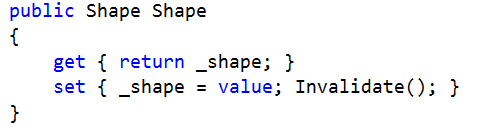 public Shape Shape
{
    get { return _shape; }
    set { _shape = value; Invalidate(); }
}